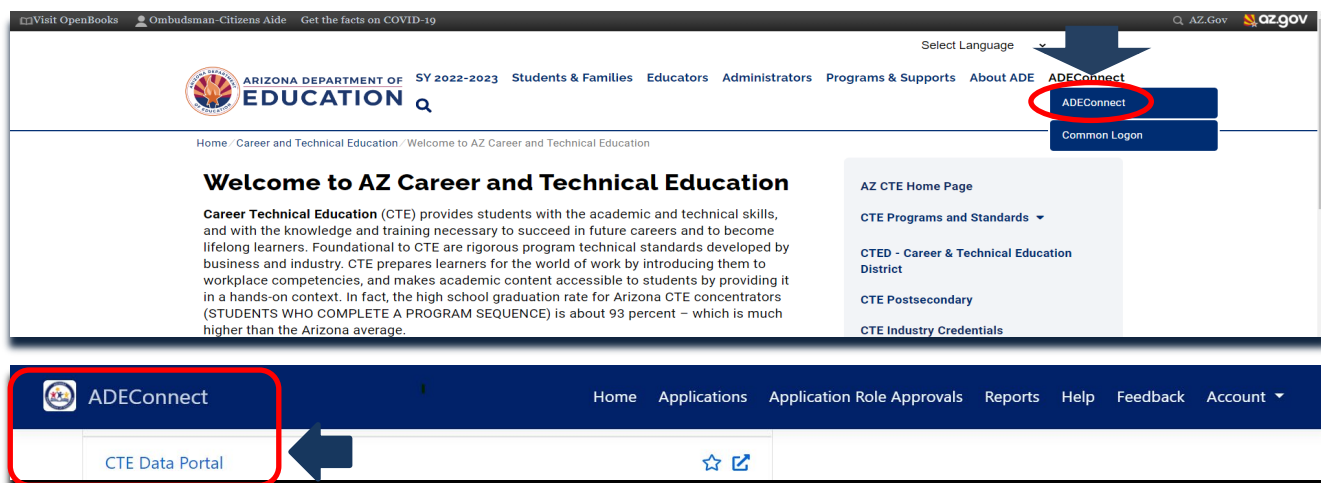 Visit OpenBooks Ombudsman-Citizens Aide Get the facts on COVID-19 AZ.Gov az.gov
Select Language
ARIZONA DEPARTMENT OF
EDUCATION
SY 2022-2023 Students & Families Educators Administrators Programs & Supports About ADE ADEConnect
ADEConnect
Common Logon
Home / Career and Technical Education / Welcome to AZ Career and Technical Education
Welcome to AZ Career and Technical Education
Career Technical Education (CTE) provides students with the academic and technical skills,
and with the knowledge and training necessary to succeed in future careers and to become
lifelong learners. Foundational to CTE are rigorous program technical standards developed by
business and industry. CTE prepares learners for the world of work by introducing them to
workplace competencies, and makes academic content accessible to students by providing it
in a hands-on context. In fact, the high school graduation rate for Arizona CTE concentrators
(STUDENTS WHO COMPLETE A PROGRAM SEQUENCE) is about 93 percent – which is much
higher than the Arizona average.
AZ CTE Home Page
CTE Programs and Standards
CTED - Career & Technical Education
District
CTE Postsecondary
CTE Industry Credentials
ADEConnect
Home Applications Application Role Approvals Reports Help Feedback Account
CTE Data Portal